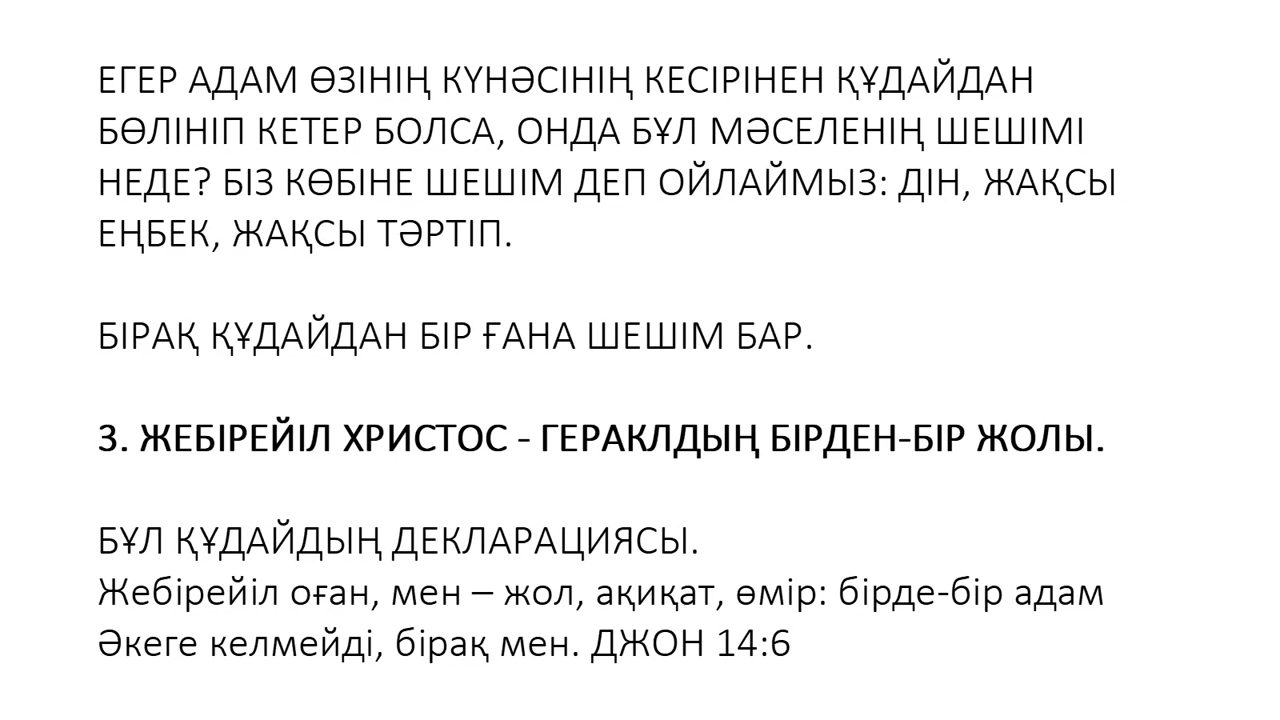 ЕГЕР АДАМ ӨЗІНІҢ КҮНӘСІНІҢ КЕСІРІНЕН ҚҰДАЙДАН
БӨЛІНІП КЕТЕР БОЛСА, ОНДА БҰЛ МӘСЕЛЕНІҢ ШЕШІМІ
НЕДЕ? БІЗ КӨБІНЕ ШЕШІМ ДЕП ОЙЛАЙМЫЗ: ДІН, ЖАҚСЫ
ЕҢБЕК, ЖАҚСЫ ТӘРТІП.
БІРАҚ ҚҰДАЙДАН БІР ҒАНА ШЕШІМ БАР.
3. ЖЕБІРЕЙІЛ ХРИСТОС - ГЕРАКЛДЫҢ БІРДЕН-БІР ЖОЛЫ.
БҰЛ ҚҰДАЙДЫҢ ДЕКЛАРАЦИЯСЫ.
Жебірейіл оған, мен – жол, ақиқат, өмір: бірде-бір адам
Әкеге келмейді, бірақ мен. ДЖОН 14:6